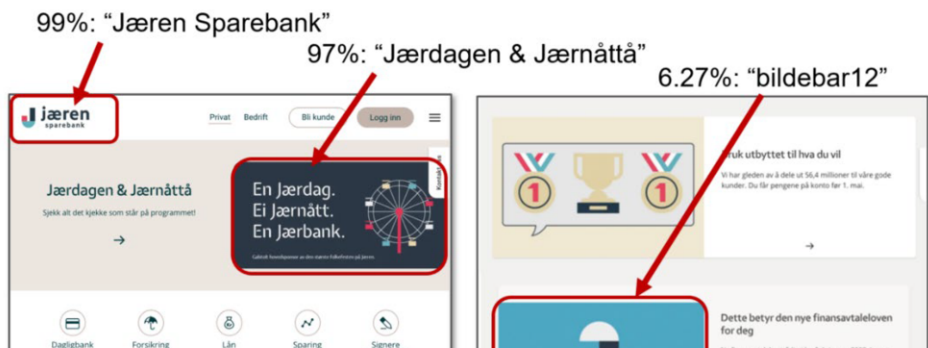 99%: “Jæren Sparebank”
97%: “Jærdagen & Jærnåttå”
6.27%: “bildebar12”
jæren
sparebank
Privat Bedrift Bli kunde Logg inn
Jærdagen & Jærnåttå
Sjekk alt det kjekke som står på programmet!
→
En Jærdag.
Ei Jærnått.
En Jærbank.
Dagligbank Forsikring Lån Sparing Signere
1 1
Bruk utbyttet til hva du vil
Vi har gleden av å dele ut 56,4 millioner til våre gode
kunder. Du får pengene på konto før 1. mai.
→
Dette betyr den nye finansavtaleloven
for deg